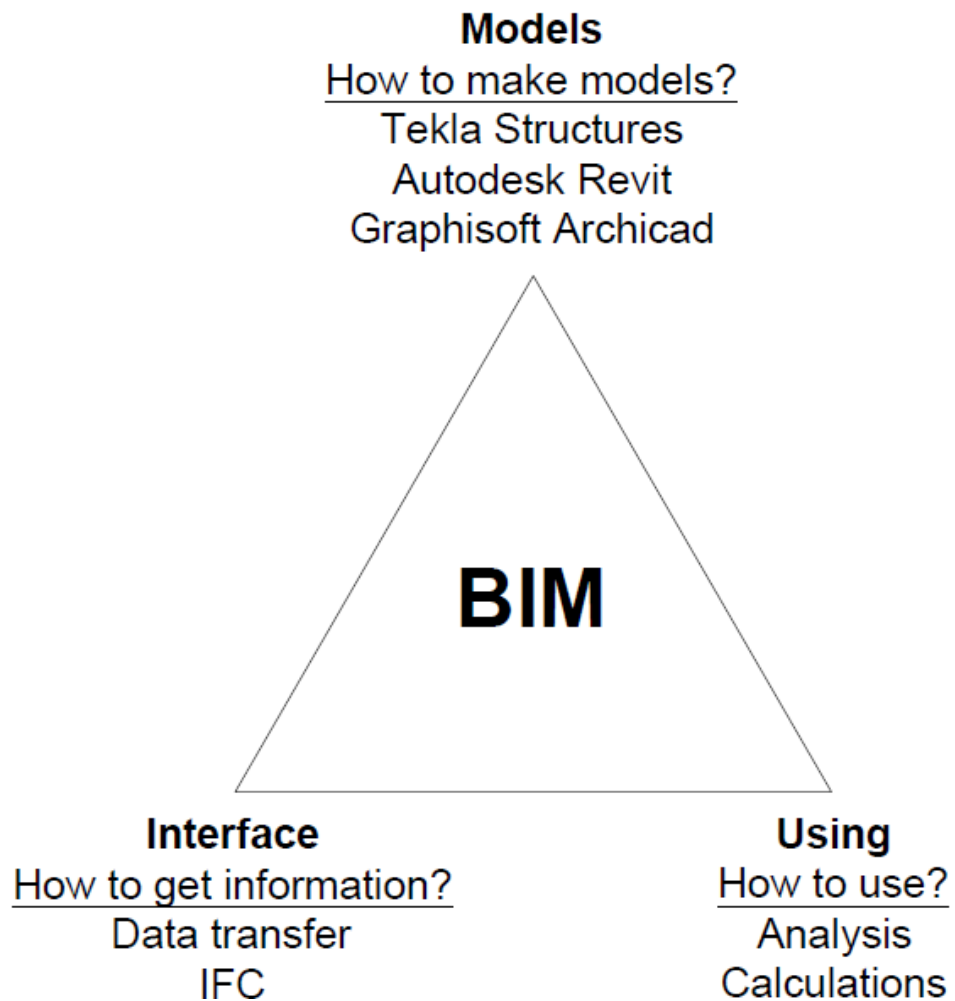 Models
How to make models?
Tekla Structures
Autodesk Revit
Graphisoft Archicad
BIM
Interface
How to get information?
Data transfer
IFC
Using
How to use?
Analysis
Calculations